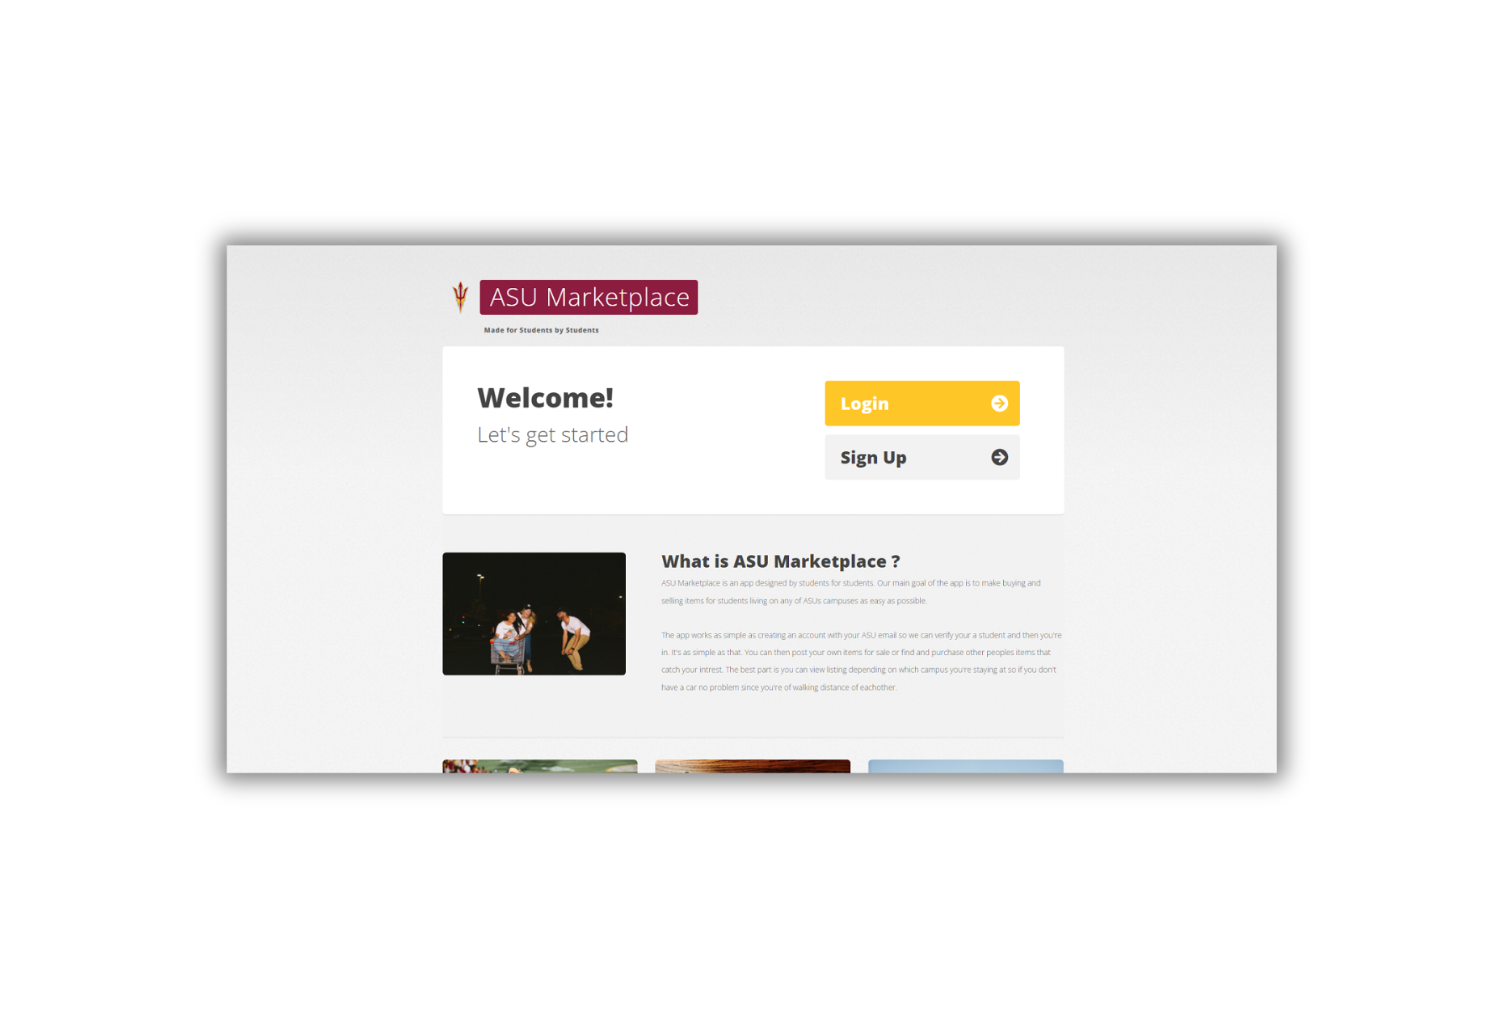 ASU Marketplace
Made for Students by Students
Welcome!
Let's get started
Login
Sign Up
What is ASU Marketplace ?
ASU Marketplace is an app designed by students for students. Our main goal of the app is to make buying and
selling items for students living on any of ASUs campuses as easy as possible.
The app works as simple as creating an account with your ASU email so we can verify your a student and then you're
in. It's as simple as that. You can then post your own items for sale or find and purchase other peoples items that
catch your intrest. The best part is you can view listing depending on which campus you're staying at so if you don't
have a car no problem since you're of walking distance of eachother.